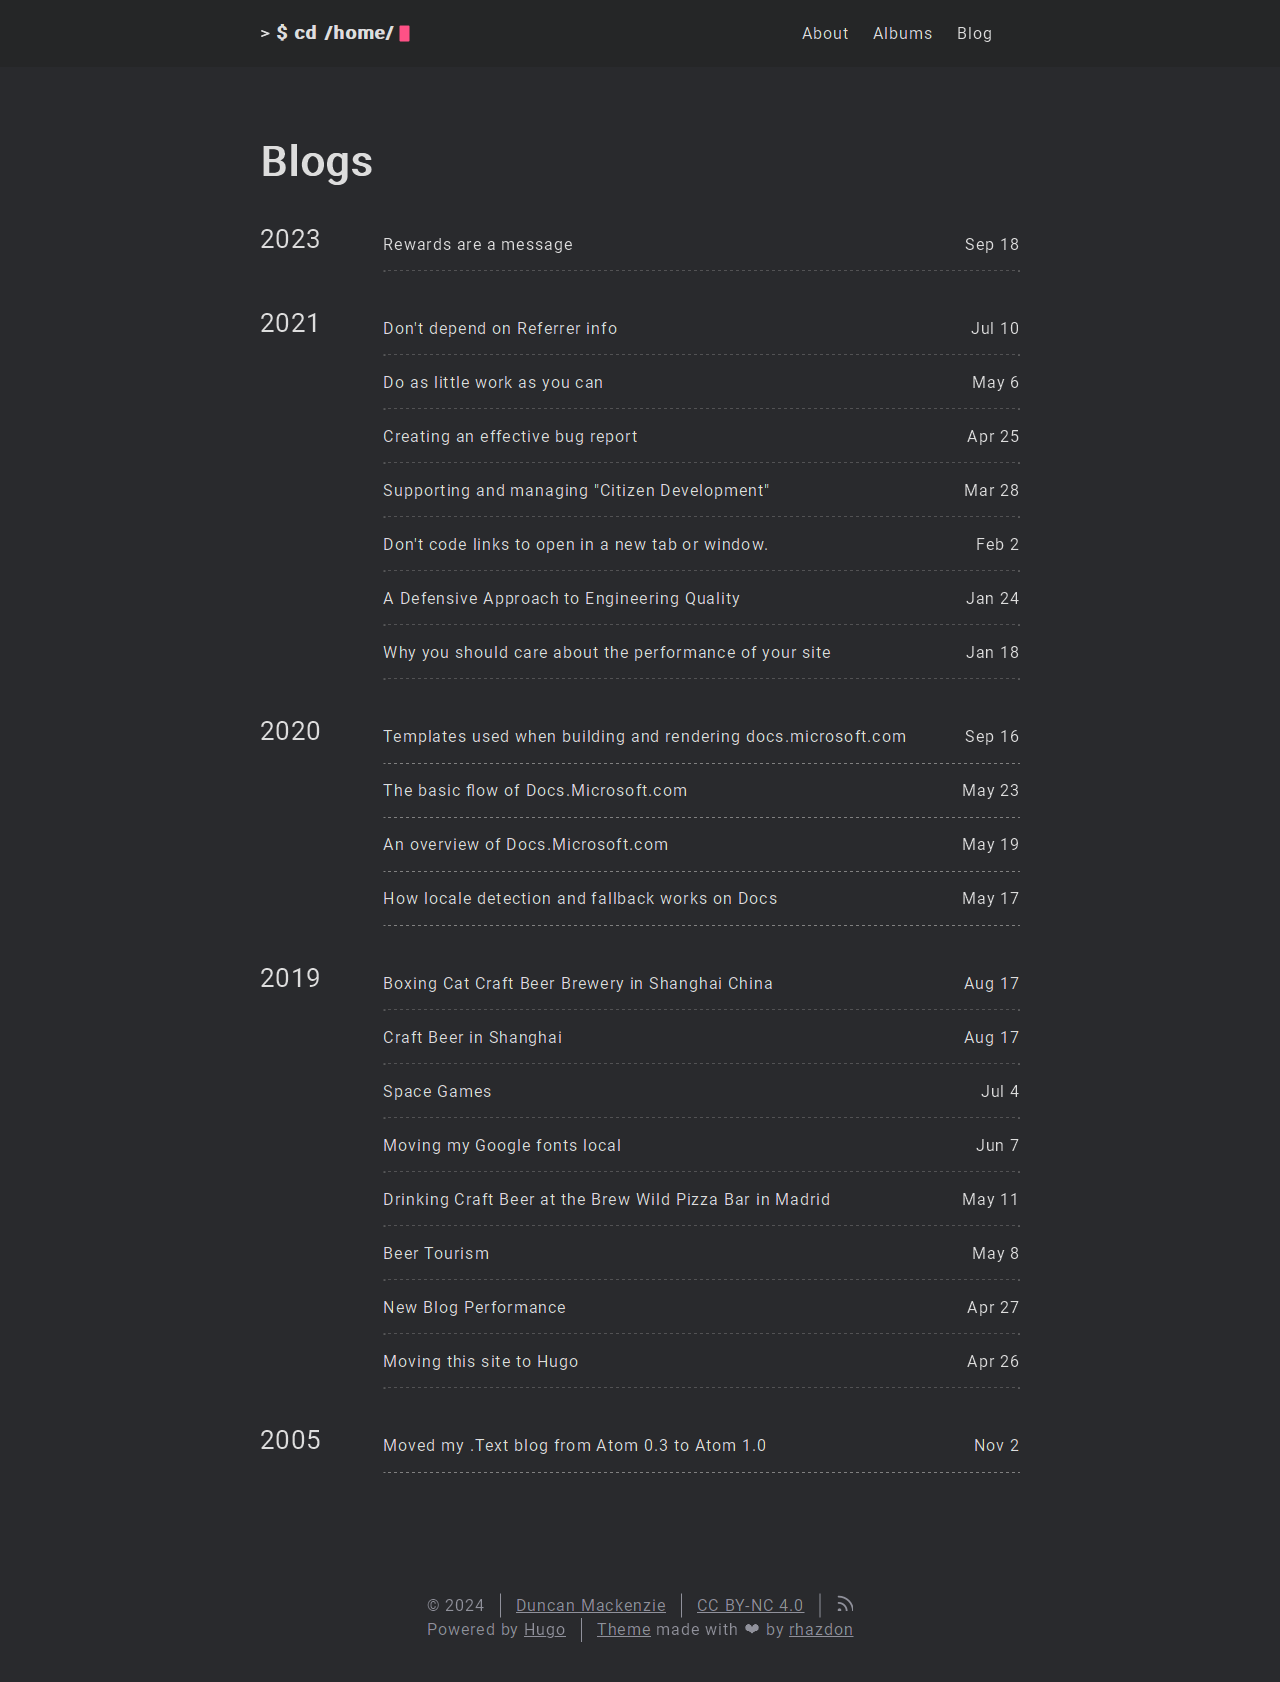 > $ cd /home/
About Albums Blog
Blogs
2023
Rewards are a message Sep 18
2021
Don't depend on Referrer info Jul 10
Do as little work as you can May 6
Creating an effective bug report Apr 25
Supporting and managing "Citizen Development" Mar 28
Don't code links to open in a new tab or window. Feb 2
A Defensive Approach to Engineering Quality Jan 24
Why you should care about the performance of your site Jan 18
2020
Templates used when building and rendering docs.microsoft.com Sep 16
The basic flow of Docs.Microsoft.com May 23
An overview of Docs.Microsoft.com May 19
How locale detection and fallback works on Docs May 17
2019
Boxing Cat Craft Beer Brewery in Shanghai China Aug 17
Craft Beer in Shanghai Aug 17
Space Games Jul 4
Moving my Google fonts local Jun 7
Drinking Craft Beer at the Brew Wild Pizza Bar in Madrid May 11
Beer Tourism May 8
New Blog Performance Apr 27
Moving this site to Hugo Apr 26
2005
Moved my .Text blog from Atom 0.3 to Atom 1.0 Nov 2
© 2024 Duncan Mackenzie CC BY-NC 4.0
Powered by Hugo Theme made with ❤ by rhazdon